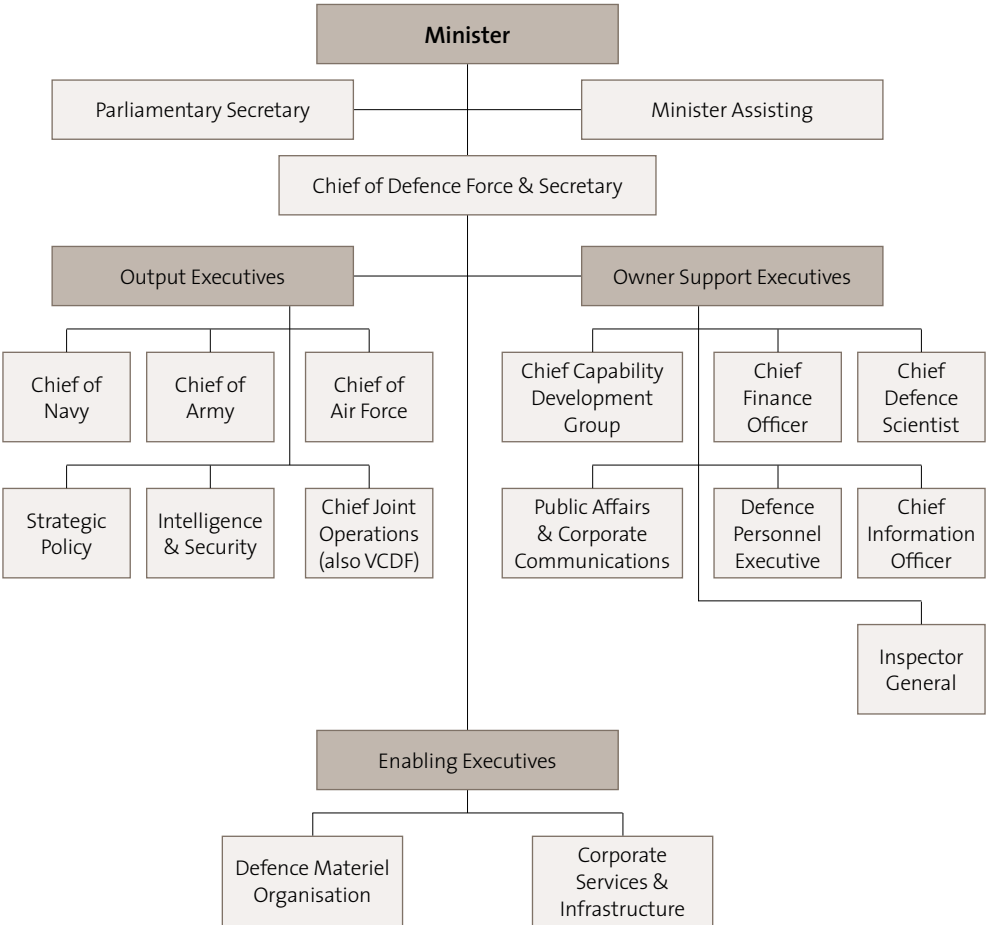 Minister
Parliamentary Secretary
Minister Assisting
Chief of Defence Force & Secretary
Output Executives
Owner Support Executives
Chief of
Navy
Chief of
Army
Chief of
Air Force
Chief Capability
Development
Group
Chief
Finance
Officer
Chief
Defence
Scientist
Strategic
Policy
Intelligence
& Security
Chief Joint
Operations
(also VCDF)
Public Affairs
& Corporate
Communications
Defence
Personnel
Executive
Chief
Information
Officer
Inspector
General
Enabling Executives
Defence Materiel
Organisation
Corporate
Services &
Infrastructure